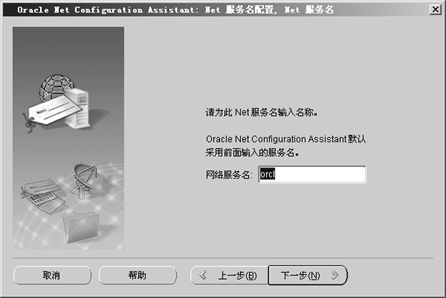 Oracle Net Configuration Assistant: Net 服务名配置, Net 服务名
请为此 Net 服务名输入名称。
Oracle Net Configuration Assistant 默认
采用前面输入的服务名。
网络服务名: orcl
取消 帮助 上一步(B) 下一步(N)